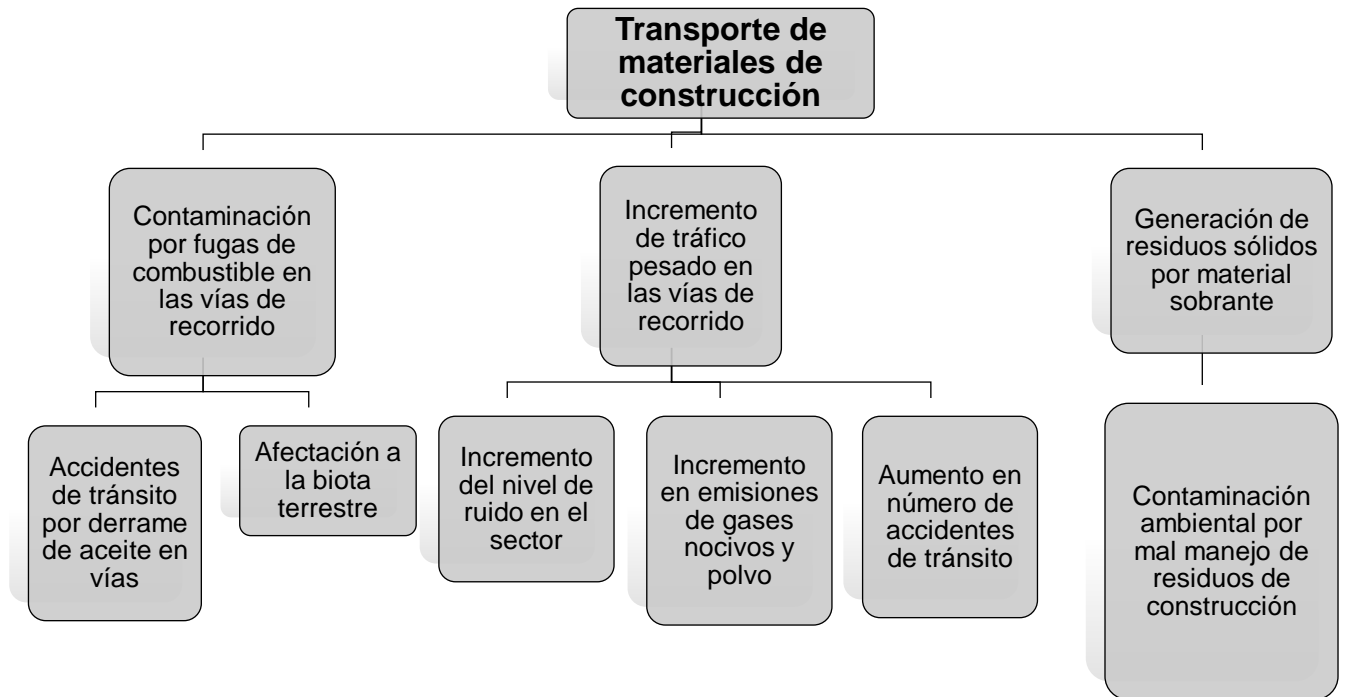 Transporte de
materiales de
construcción
Contaminación
por fugas de
combustible en
las vías de
recorrido
Incremento
de tráfico
pesado en
las vías de
recorrido
Generación de
residuos sólidos
por material
sobrante
Accidentes
de tránsito
por derrame
de aceite en
vías
Afectación a
la biota
terrestre
Incremento
del nivel de
ruido en el
sector
Incremento
en emisiones
de gases
nocivos y
polvo
Aumento en
número de
accidentes
de tránsito
Contaminación
ambiental por
mal manejo de
residuos de
construcción